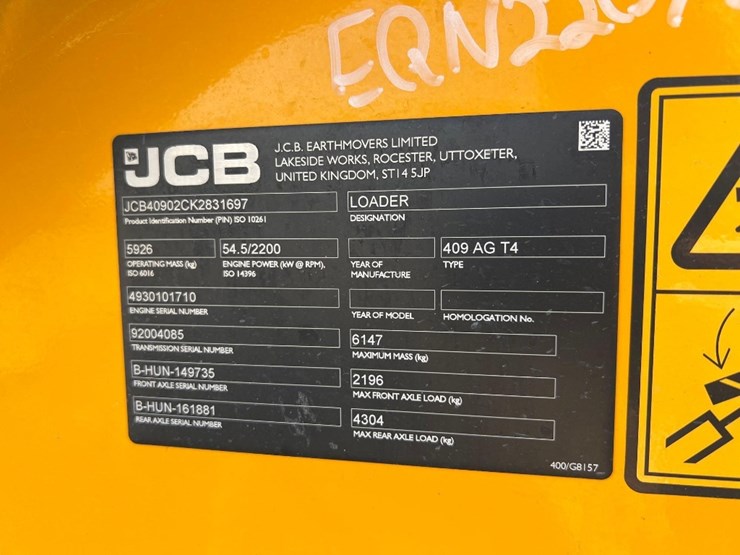 JCB
J.C.B. EARTHMOVERS LIMITED
LAKESIDE WORKS, ROCESTER, UTTOXETER,
UNITED KINGDOM, ST14 5JP
JCB40902CK2831697
Product Identification Number (PIN) ISO 10261
LOADER
DESIGNATION
5926
OPERATING MASS (kg)
ISO 6016
54.5/2200
ENGINE POWER (kW @ RPM),
ISO 14396
YEAR OF
MANUFACTURE
409 AG T4
TYPE
4930101710
ENGINE SERIAL NUMBER
YEAR OF MODEL
HOMOLOGATION No.
92004085
TRANSMISSION SERIAL NUMBER
6147
MAXIMUM MASS (kg)
B-HUN-149735
FRONT AXLE SERIAL NUMBER
2196
MAX FRONT AXLE LOAD (kg)
B-HUN-161881
REAR AXLE SERIAL NUMBER
4304
MAX REAR AXLE LOAD (kg)
400/G8157